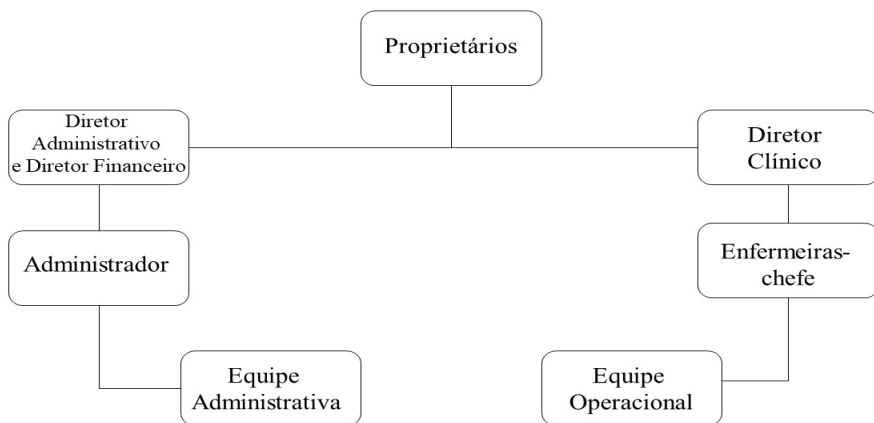 Proprietários
Diretor
Administrativo
e Diretor Financeiro
Diretor
Clínico
Administrador
Enfermeiras-
chefe
Equipe
Administrativa
Equipe
Operacional